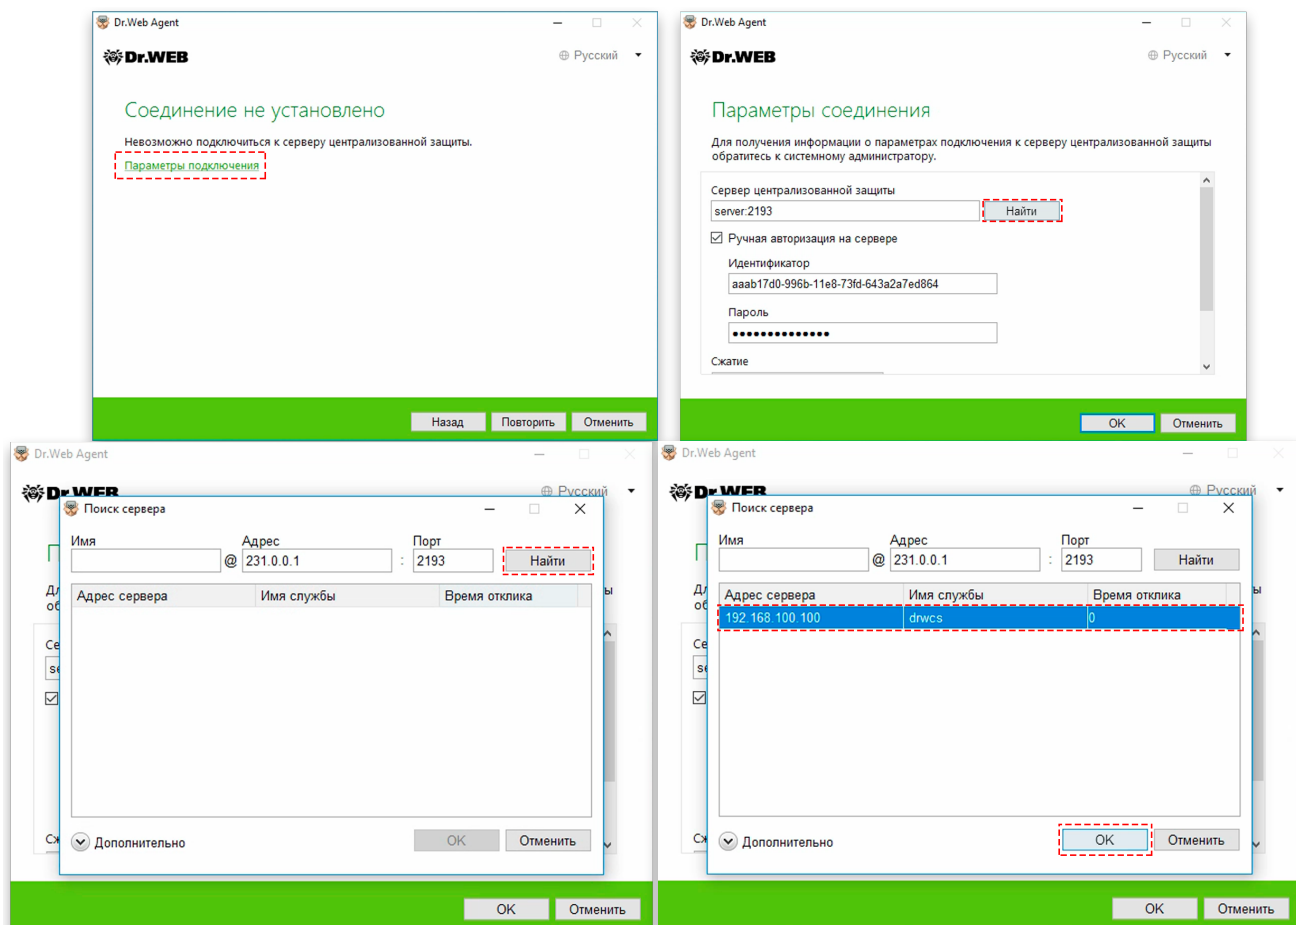 Dr.Web Agent
Dr.WEB
Русский
Соединение не установлено
Невозможно подключиться к серверу централизованной защиты.
Параметры подключения
Назад
Повторить
Отменить
Dr.Web Agent
Dr.WEB
Русский
Параметры соединения
Для получения информации о параметрах подключения к серверу централизованной защиты
обратитесь к системному администратору.
Сервер централизованной защиты
server:2193
Найти
Ручная авторизация на сервере
Идентификатор
aaab17d0-996b-11e8-73fd-643a2a7ed864
Пароль
••••••••••••••
Сжатие
OK
Отменить
Dr.Web Agent
Dr.WEB
Русский
Поиск сервера
Имя
Адрес
Порт
@
231.0.0.1
:
2193
Найти
Адрес сервера
Имя службы
Время отклика
Дополнительно
OK
Отменить
OK
Отменить
Dr.Web Agent
Dr.WEB
Русский
Поиск сервера
Имя
Адрес
Порт
@
231.0.0.1
:
2193
Найти
Адрес сервера
Имя службы
Время отклика
192.168.100.100
drwcs
0
Дополнительно
OK
Отменить
OK
Отменить